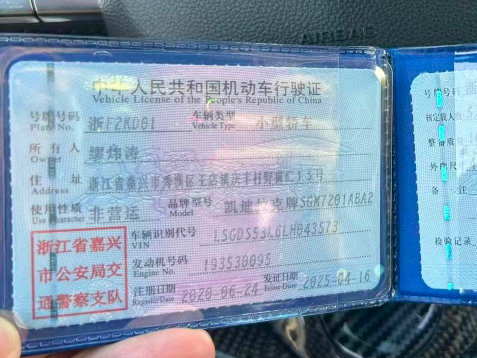 AIRBAG
中华人民共和国机动车行驶证
Vehicle License of the People's Republic of China
号牌号码 浙F2KD01 车辆类型 小型轿车
Plate No. Vehicle Type
所有人
Owner
住址 浙江省嘉兴市秀洲区王店镇
Address
使用性质 非营运 品牌型号 凯迪拉克牌SGM7201ABA2
Use Character Model
浙江省嘉兴
市公安局交
通警察支队
车辆识别代号
VIN
发动机号码 193530095
Engine No.
注册日期 2020-06-24 发证日期 2025-04-16
Register Date Issue Date
号牌号码
核定载人数
整备质量
外廓尺寸
备注
检验记录